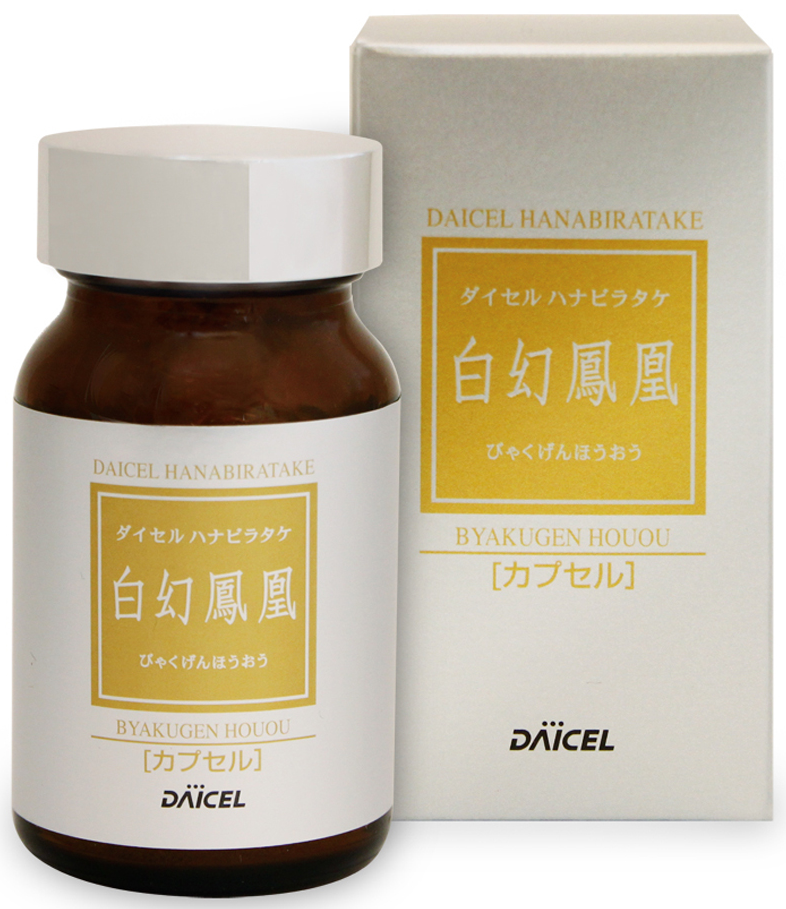 DAICEL HANABIRATAKE
ダイセル ハナビラタケ
白幻鳳凰
びゃくげんほうおう
BYAKUGEN HOUOU
[カプセル]
DAICEL
DAICEL HANABIRATAKE
ダイセル ハナビラタケ
白幻鳳凰
びゃくげんほうおう
BYAKUGEN HOUOU
[カプセル]
DAICEL